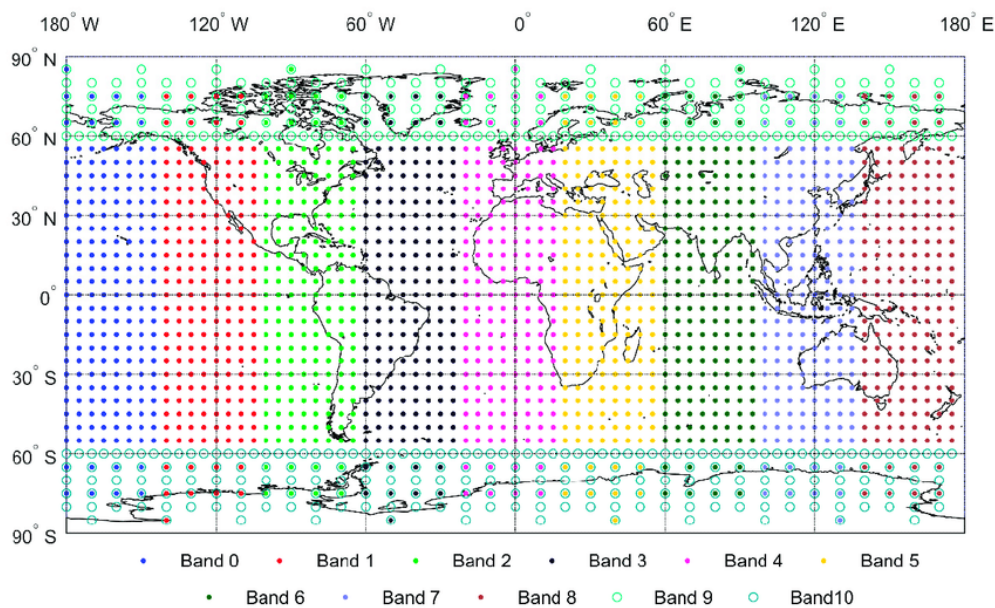 180° W 120° W 60° W 0° 60° E 120° E 180° E
90° N
60° N
30° N
0°
30° S
60° S
90° S
Band 0 Band 1 Band 2 Band 3 Band 4 Band 5
Band 6 Band 7 Band 8 Band 9 Band10